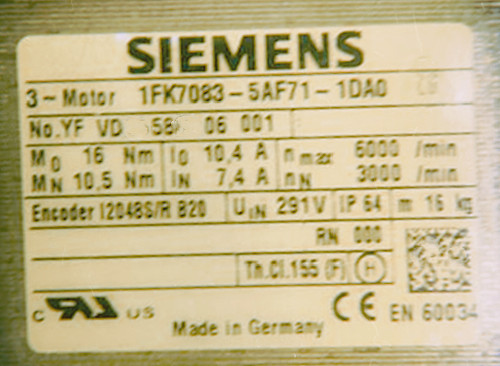 SIEMENS
3~Motor 1FK7083-5AF71-1DA0
No.YF VD 58 06 001
M0 16 Nm I0 10,4 A nmax 6000 /min
MN 10,5 Nm IN 7,4 A nN 3000 /min
Encoder I2048S/R B20 UIN 291V IP 64 m 16 kg
RN 000
Th.Cl.155 (F) H
c RU US CE EN 60034
Made in Germany